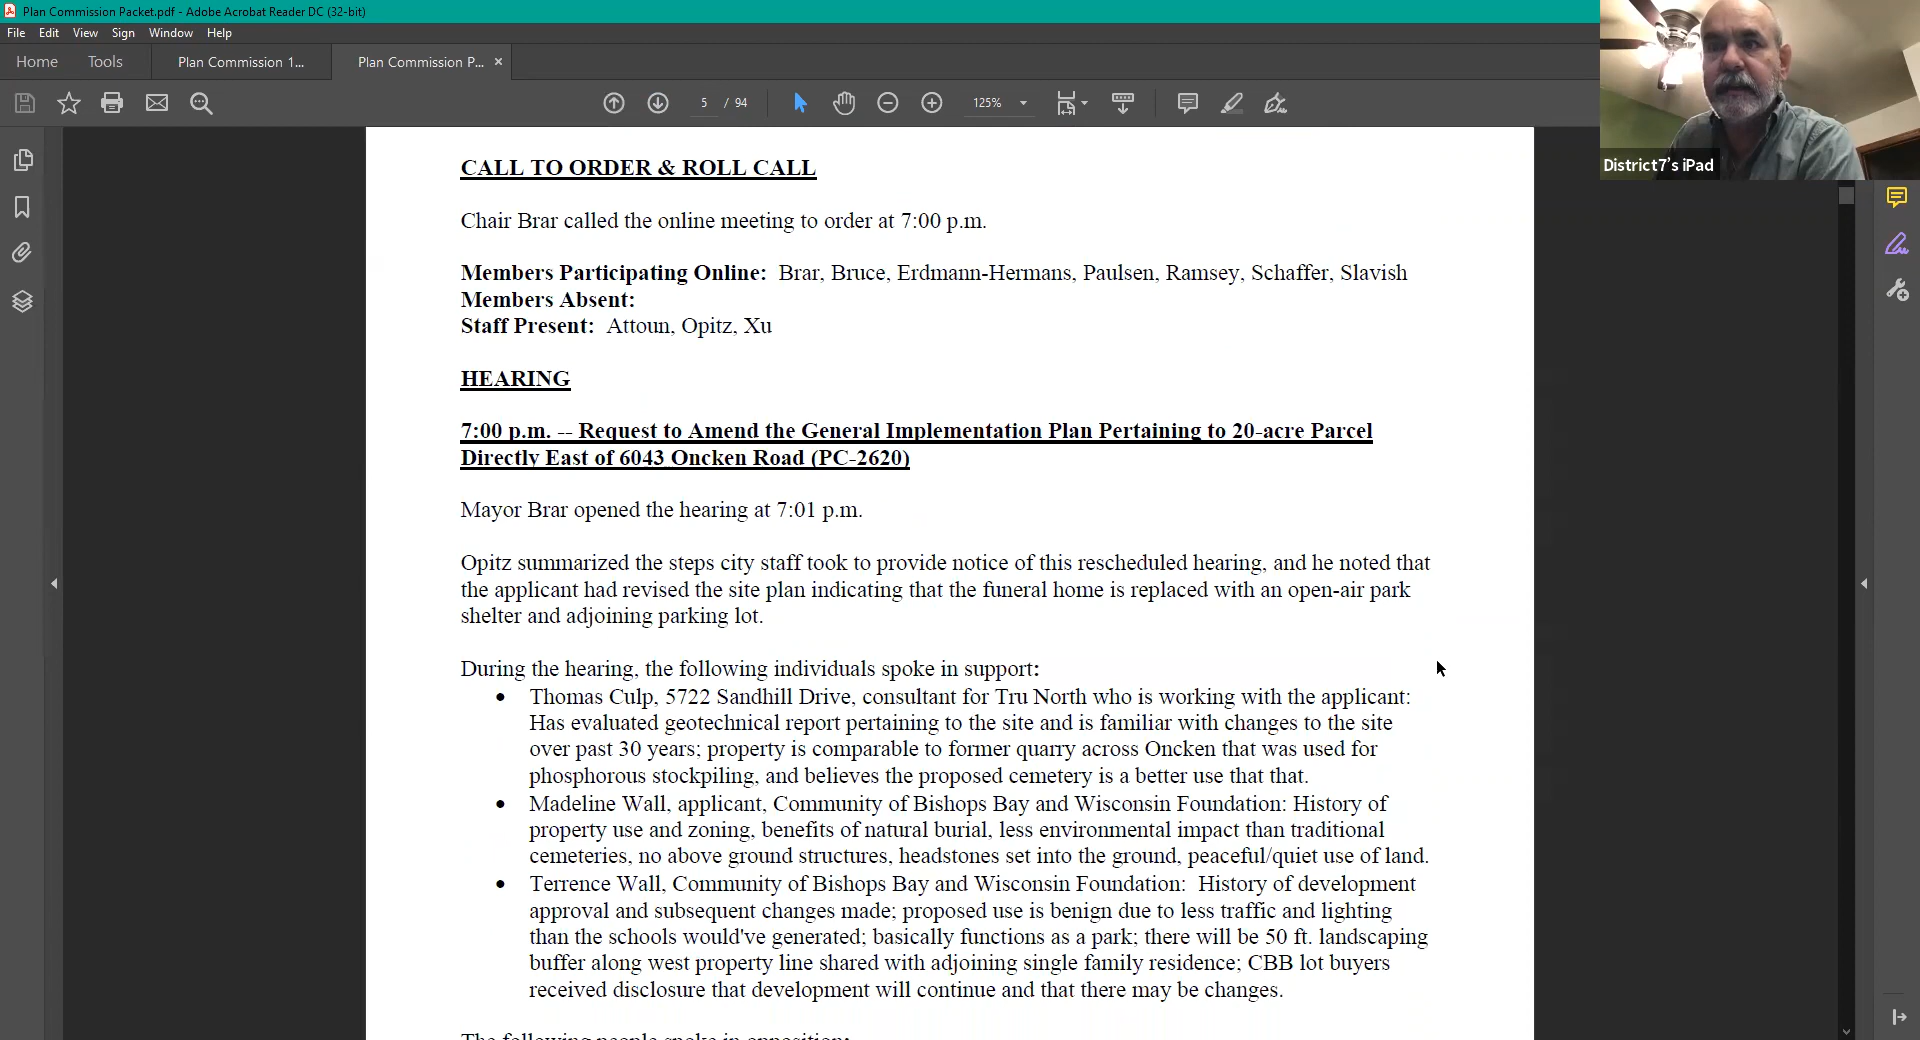 Plan Commission Packet.pdf - Adobe Acrobat Reader DC (32-bit)
File Edit View Sign Window Help
Home Tools Plan Commission 1... Plan Commission P... ×
5 / 94 125%
District7's iPad
CALL TO ORDER & ROLL CALL
Chair Brar called the online meeting to order at 7:00 p.m.
Members Participating Online: Brar, Bruce, Erdmann-Hermans, Paulsen, Ramsey, Schaffer, Slavish
Members Absent:
Staff Present: Attoun, Opitz, Xu
HEARING
7:00 p.m. -- Request to Amend the General Implementation Plan Pertaining to 20-acre Parcel
Directly East of 6043 Oncken Road (PC-2620)
Mayor Brar opened the hearing at 7:01 p.m.
Opitz summarized the steps city staff took to provide notice of this rescheduled hearing, and he noted that
the applicant had revised the site plan indicating that the funeral home is replaced with an open-air park
shelter and adjoining parking lot.
During the hearing, the following individuals spoke in support:
• Thomas Culp, 5722 Sandhill Drive, consultant for Tru North who is working with the applicant:
Has evaluated geotechnical report pertaining to the site and is familiar with changes to the site
over past 30 years; property is comparable to former quarry across Oncken that was used for
phosphorous stockpiling, and believes the proposed cemetery is a better use that that.
• Madeline Wall, applicant, Community of Bishops Bay and Wisconsin Foundation: History of
property use and zoning, benefits of natural burial, less environmental impact than traditional
cemeteries, no above ground structures, headstones set into the ground, peaceful/quiet use of land.
• Terrence Wall, Community of Bishops Bay and Wisconsin Foundation: History of development
approval and subsequent changes made; proposed use is benign due to less traffic and lighting
than the schools would've generated; basically functions as a park; there will be 50 ft. landscaping
buffer along west property line shared with adjoining single family residence; CBB lot buyers
received disclosure that development will continue and that there may be changes.
The following people spoke in opposition: